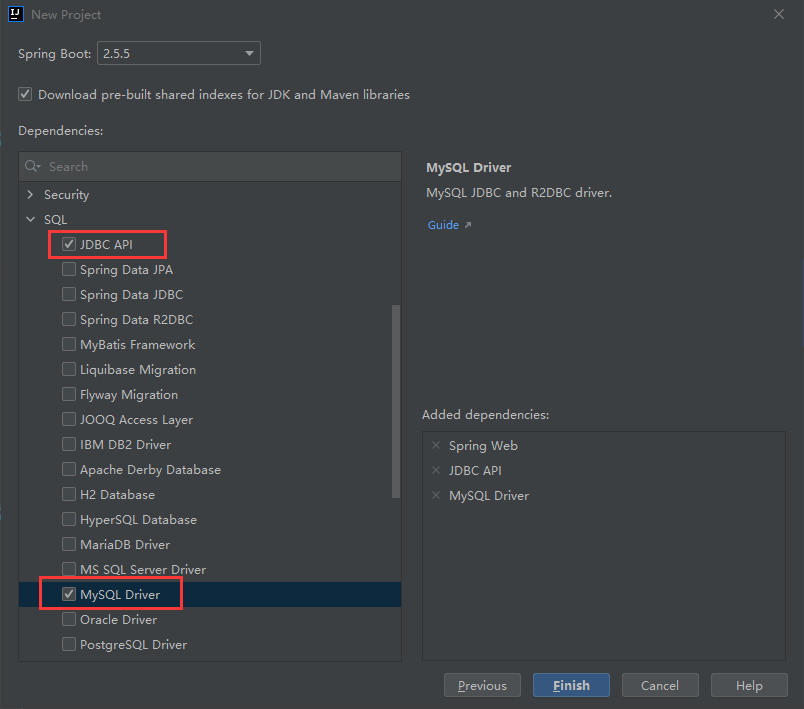 New Project
Spring Boot: 2.5.5
Download pre-built shared indexes for JDK and Maven libraries
Dependencies:
Search
Security
SQL
JDBC API
Spring Data JPA
Spring Data JDBC
Spring Data R2DBC
MyBatis Framework
Liquibase Migration
Flyway Migration
JOOQ Access Layer
IBM DB2 Driver
Apache Derby Database
H2 Database
HyperSQL Database
MariaDB Driver
MS SQL Server Driver
MySQL Driver
Oracle Driver
PostgreSQL Driver
MySQL Driver
MySQL JDBC and R2DBC driver.
Guide
Added dependencies:
Spring Web
JDBC API
MySQL Driver
Previous Finish Cancel Help